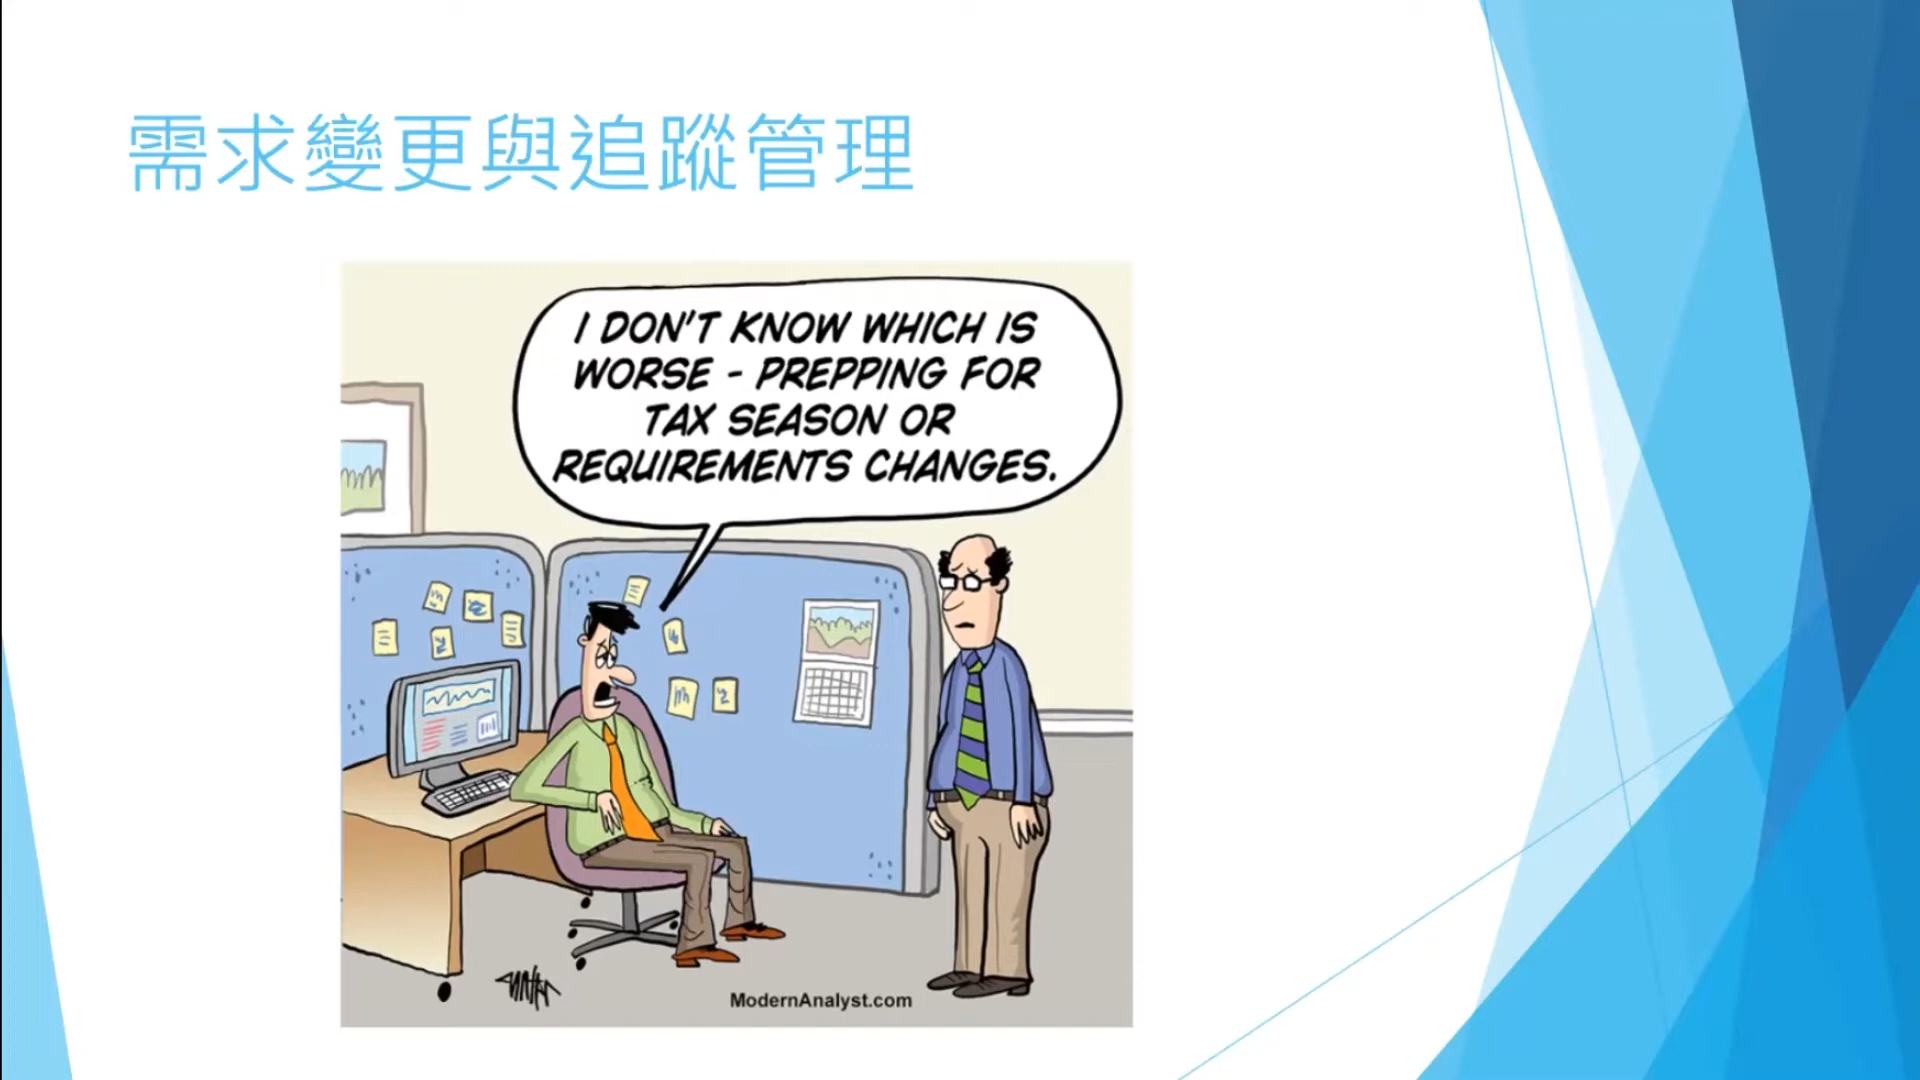 需求變更與追蹤管理
I DON'T KNOW WHICH IS
WORSE - PREPPING FOR
TAX SEASON OR
REQUIREMENTS CHANGES.
ModernAnalyst.com